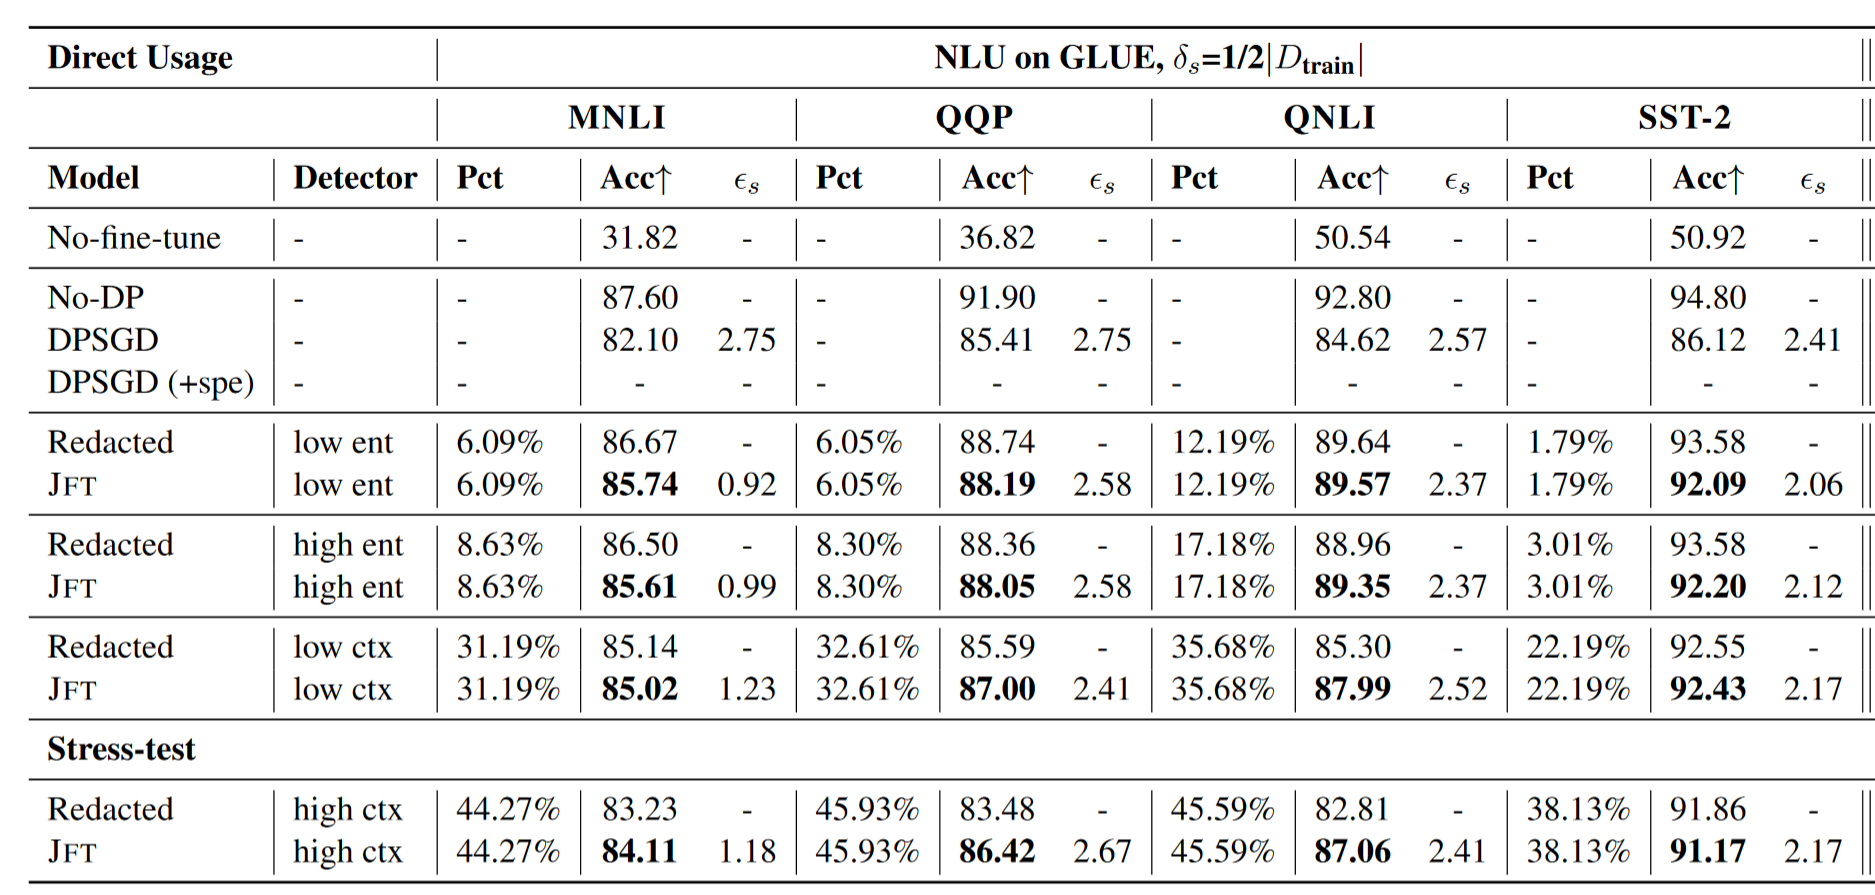 Direct Usage NLU on GLUE, δs=1/2|Dtrain|
MNLI QQP QNLI SST-2
Model Detector Pct Acc↑ ϵs Pct Acc↑ ϵs Pct Acc↑ ϵs Pct Acc↑ ϵs
No-fine-tune - - 31.82 - - 36.82 - - 50.54 - - 50.92 -
No-DP - - 87.60 - - 91.90 - - 92.80 - - 94.80 -
DPSGD - - 82.10 2.75 - 85.41 2.75 - 84.62 2.57 - 86.12 2.41
DPSGD (+spe) - - - - - - - - - - - - -
Redacted low ent 6.09% 86.67 - 6.05% 88.74 - 12.19% 89.64 - 1.79% 93.58 -
JFT low ent 6.09% 85.74 0.92 6.05% 88.19 2.58 12.19% 89.57 2.37 1.79% 92.09 2.06
Redacted high ent 8.63% 86.50 - 8.30% 88.36 - 17.18% 88.96 - 3.01% 93.58 -
JFT high ent 8.63% 85.61 0.99 8.30% 88.05 2.58 17.18% 89.35 2.37 3.01% 92.20 2.12
Redacted low ctx 31.19% 85.14 - 32.61% 85.59 - 35.68% 85.30 - 22.19% 92.55 -
JFT low ctx 31.19% 85.02 1.23 32.61% 87.00 2.41 35.68% 87.99 2.52 22.19% 92.43 2.17
Stress-test
Redacted high ctx 44.27% 83.23 - 45.93% 83.48 - 45.59% 82.81 - 38.13% 91.86 -
JFT high ctx 44.27% 84.11 1.18 45.93% 86.42 2.67 45.59% 87.06 2.41 38.13% 91.17 2.17